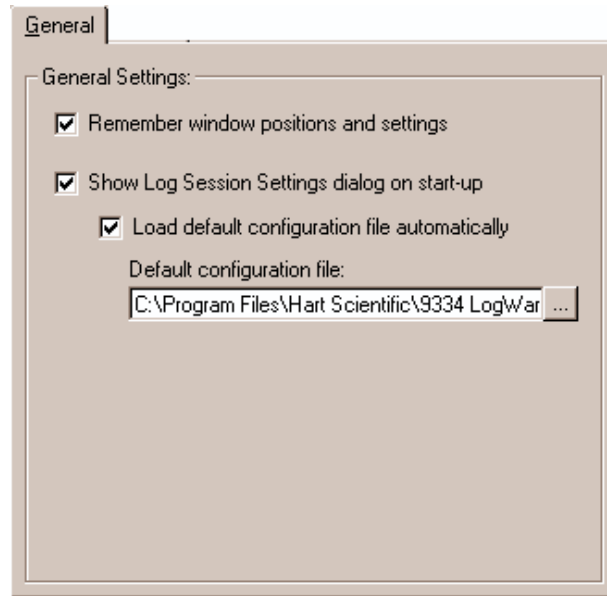 General
General Settings:
Remember window positions and settings
Show Log Session Settings dialog on start-up
Load default configuration file automatically
Default configuration file:
C:\Program Files\Hart Scientific\9334 LogWar ...